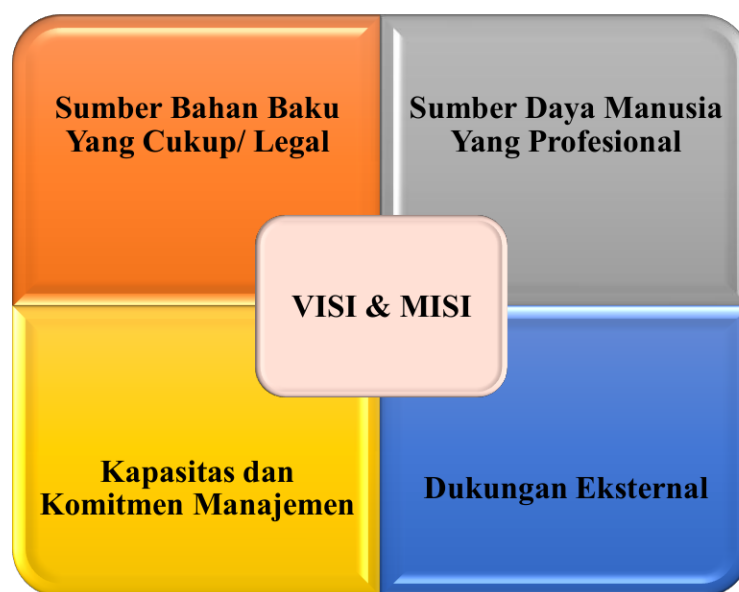 Sumber Bahan Baku
Yang Cukup/ Legal
Sumber Daya Manusia
Yang Profesional
VISI & MISI
Kapasitas dan
Komitmen Manajemen
Dukungan Eksternal